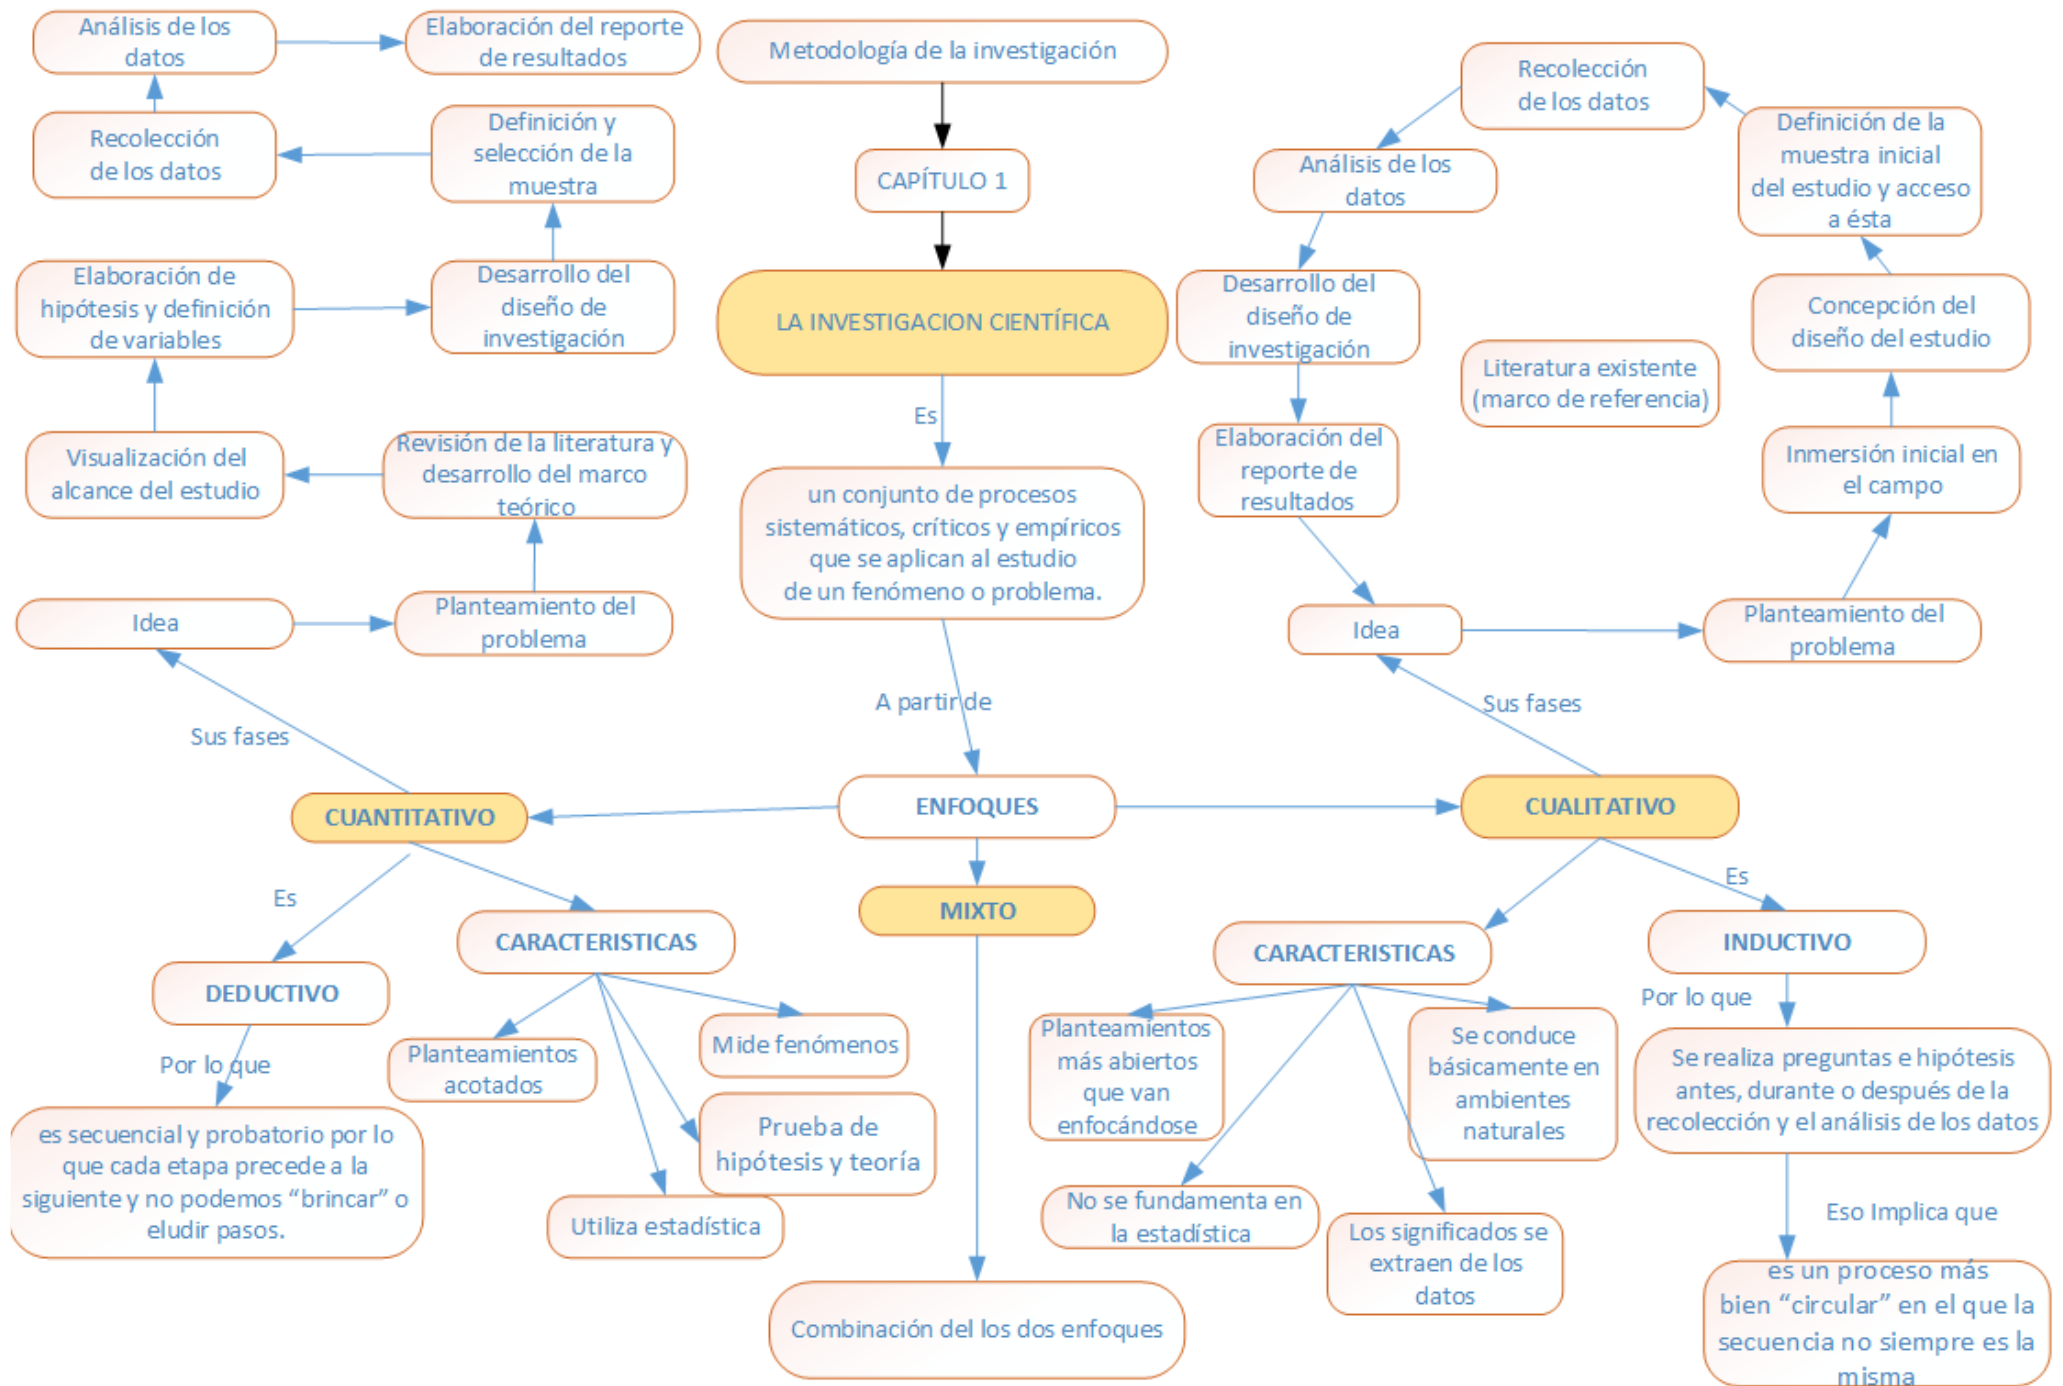 Análisis de los
datos
Elaboración del reporte
de resultados
Metodología de la investigación
Recolección
de los datos
Definición y
selección de la
muestra
CAPÍTULO 1
Elaboración de
hipótesis y definición
de variables
Desarrollo del
diseño de
investigación
LA INVESTIGACION CIENTÍFICA
Es
Visualización del
alcance del estudio
Revisión de la literatura y
desarrollo del marco
teórico
un conjunto de procesos
sistemáticos, críticos y empíricos
que se aplican al estudio
de un fenómeno o problema.
Idea
Planteamiento del
problema
A partir de
Sus fases
Recolección
de los datos
Definición de la
muestra inicial
del estudio y acceso
a ésta
Análisis de los
datos
Desarrollo del
diseño de
investigación
Concepción del
diseño del estudio
Literatura existente
(marco de referencia)
Elaboración del
reporte de
resultados
Inmersión inicial en
el campo
Idea
Planteamiento del
problema
Sus fases
CUANTITATIVO
ENFOQUES
CUALITATIVO
Es
MIXTO
Es
CARACTERISTICAS
DEDUCTIVO
CARACTERISTICAS
INDUCTIVO
Por lo que
Planteamientos
acotados
Mide fenómenos
Prueba de
hipótesis y teoría
Utiliza estadística
es secuencial y probatorio por lo
que cada etapa precede a la
siguiente y no podemos “brincar” o
eludir pasos.
Combinación del los dos enfoques
Planteamientos
más abiertos
que van
enfocándose
Se conduce
básicamente en
ambientes
naturales
No se fundamenta en
la estadística
Los significados se
extraen de los
datos
Por lo que
Se realiza preguntas e hipótesis
antes, durante o después de la
recolección y el análisis de los datos
Eso Implica que
es un proceso más
bien “circular” en el que la
secuencia no siempre es la
misma